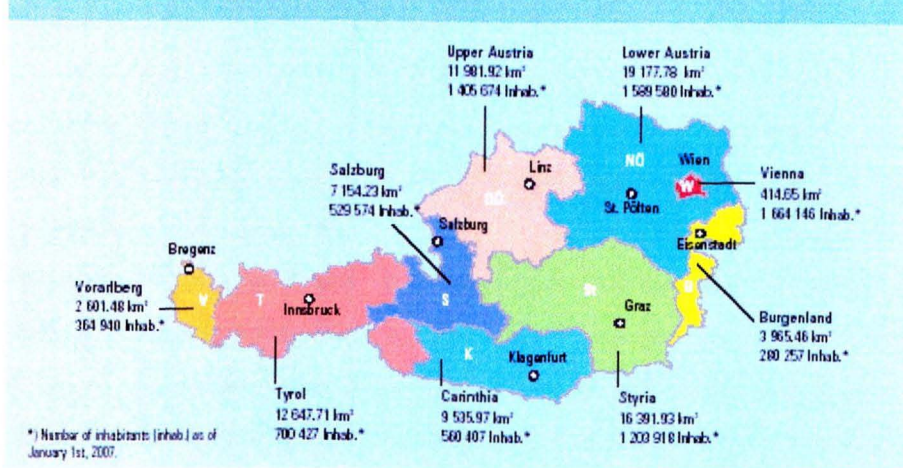 Upper Austria
11 981.92 km²
1 405 674 Inhab.*
Lower Austria
19 177.78 km²
1 589 580 Inhab.*
Salzburg
7 154.23 km²
529 574 Inhab.*
Vienna
414.65 km²
1 664 146 Inhab.*
Linz
NÖ
Wien
W
OÖ
St. Pölten
Salzburg
Eisenstadt
Bregenz
Vorarlberg
2 601.48 km²
364 940 Inhab.*
V
T
Innsbruck
S
St
B
Graz
K
Klagenfurt
Burgenland
3 965.46 km²
280 257 Inhab.*
Tyrol
12 647.71 km²
700 427 Inhab.*
Carinthia
9 535.97 km²
560 407 Inhab.*
Styria
16 391.93 km²
1 203 918 Inhab.*
*) Number of inhabitants (inhab.) as of
January 1st, 2007.